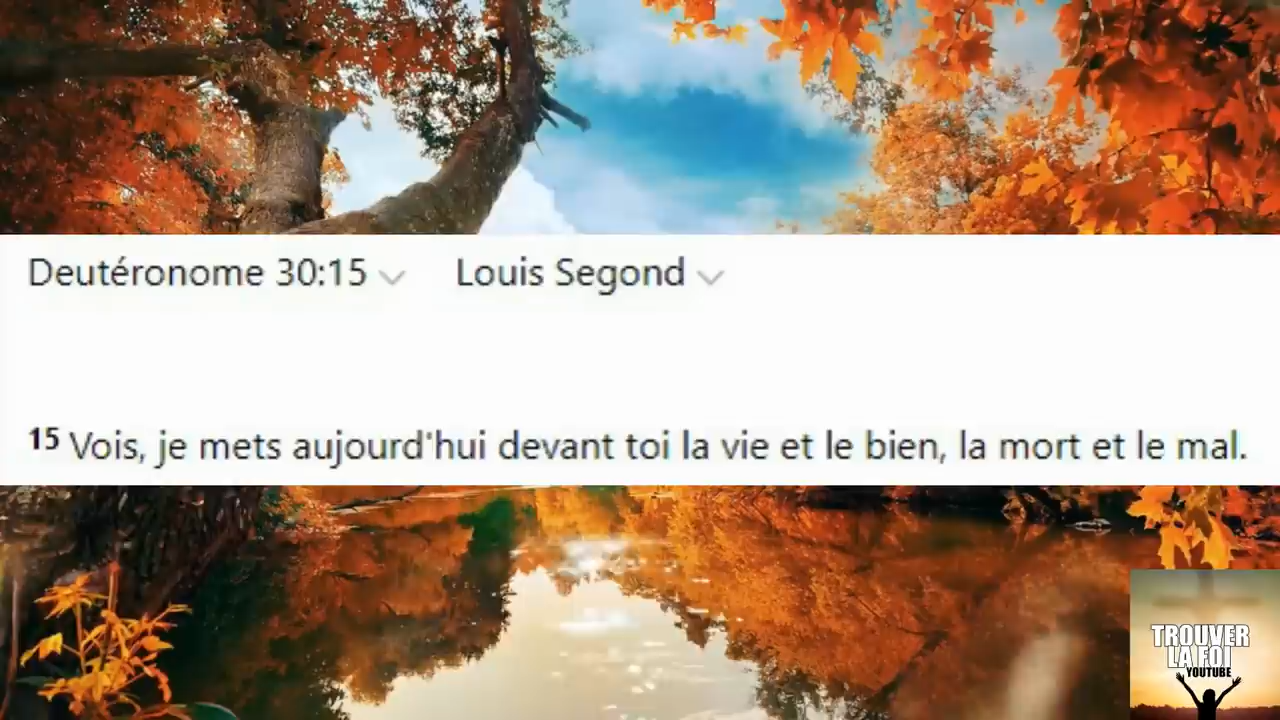 Deutéronome 30:15 Louis Segond
15 Vois, je mets aujourd'hui devant toi la vie et le bien, la mort et le mal.
TROUVER
LA FOI
YOUTUBE